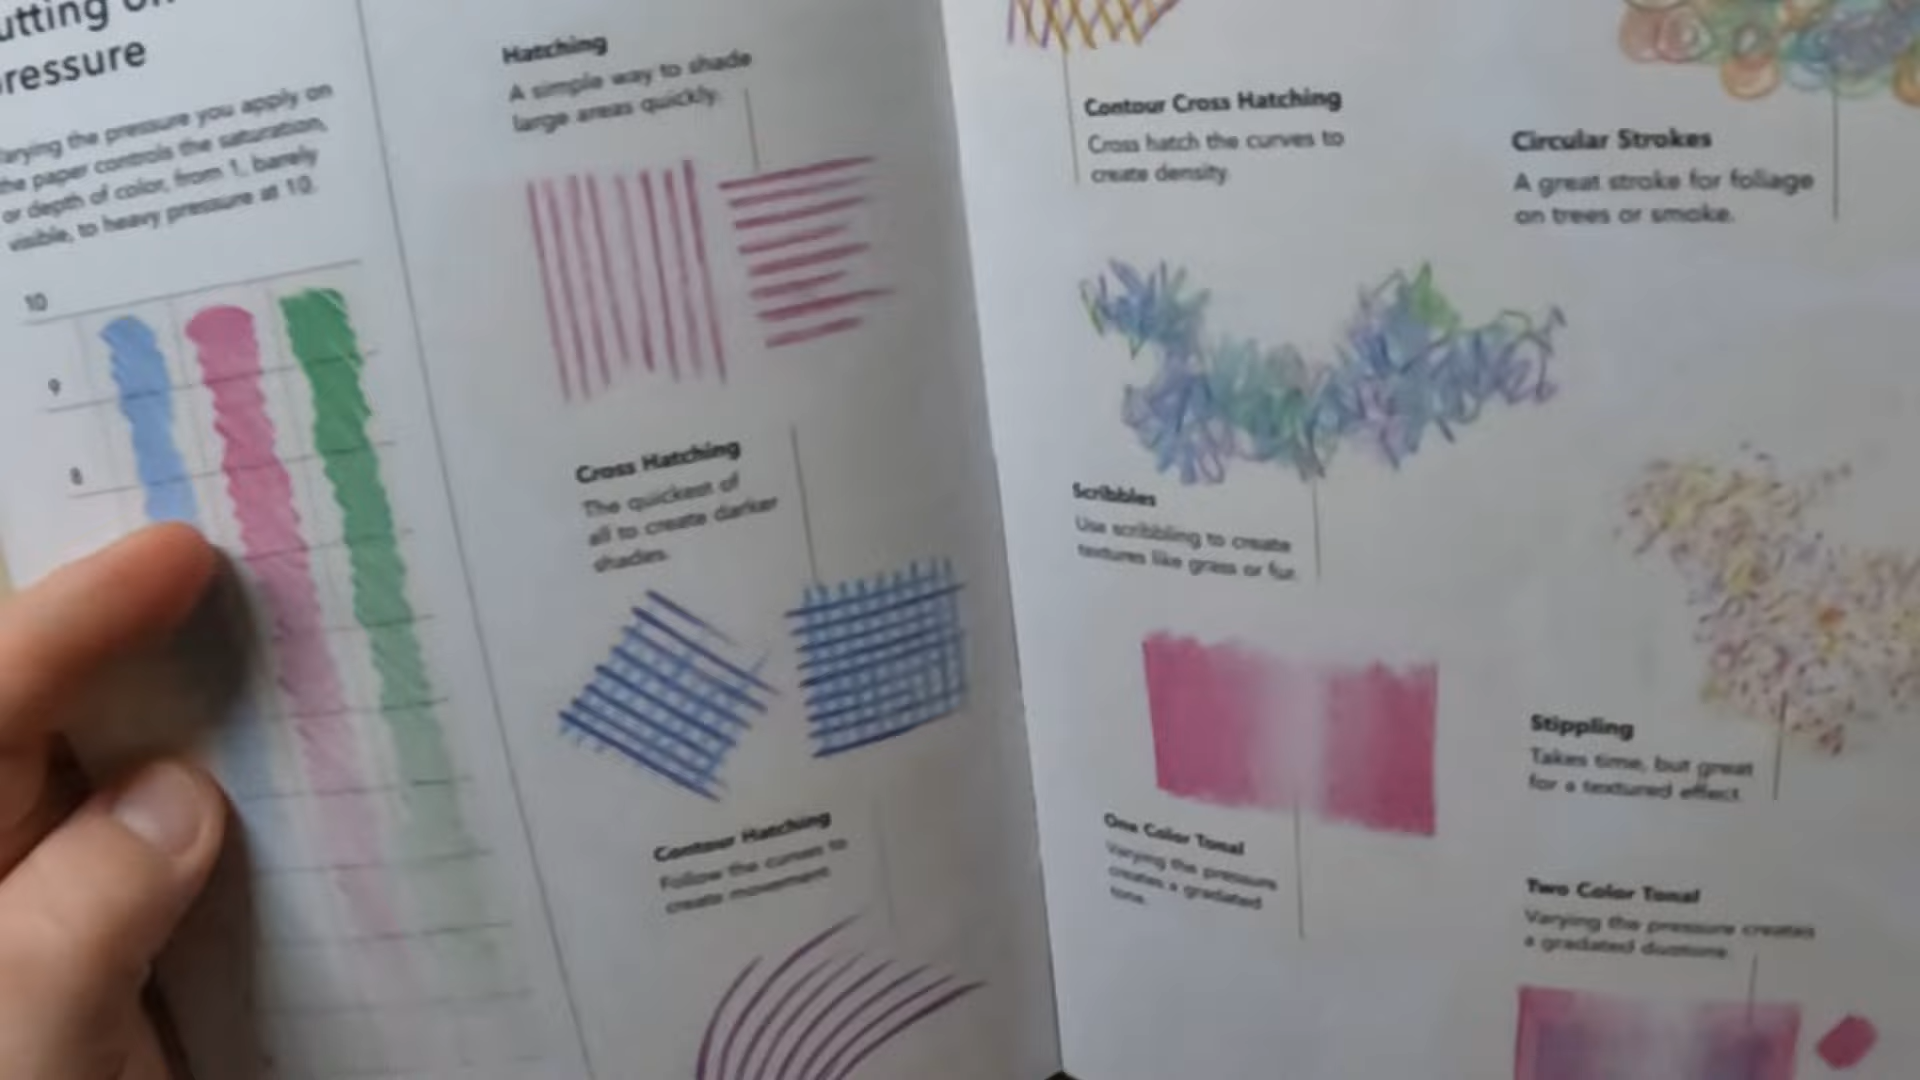 utting on
ressure
arying the pressure you apply on
the paper controls the saturation,
or depth of color, from 1, barely
visible, to heavy pressure at 10.
10
9
8
Hatching
A simple way to shade
large areas quickly.
Cross Hatching
The quickest of
all to create darker
shades.
Contour Hatching
Follow the curves to
create movement.
Contour Cross Hatching
Cross hatch the curves to
create density.
Circular Strokes
A great stroke for foliage
on trees or smoke.
Scribbles
Use scribbling to create
textures like grass or fur.
Stippling
Takes time, but great
for a textured effect.
One Color Tonal
Varying the pressure
creates a gradated
tone.
Two Color Tonal
Varying the pressure creates
a gradated duotone.